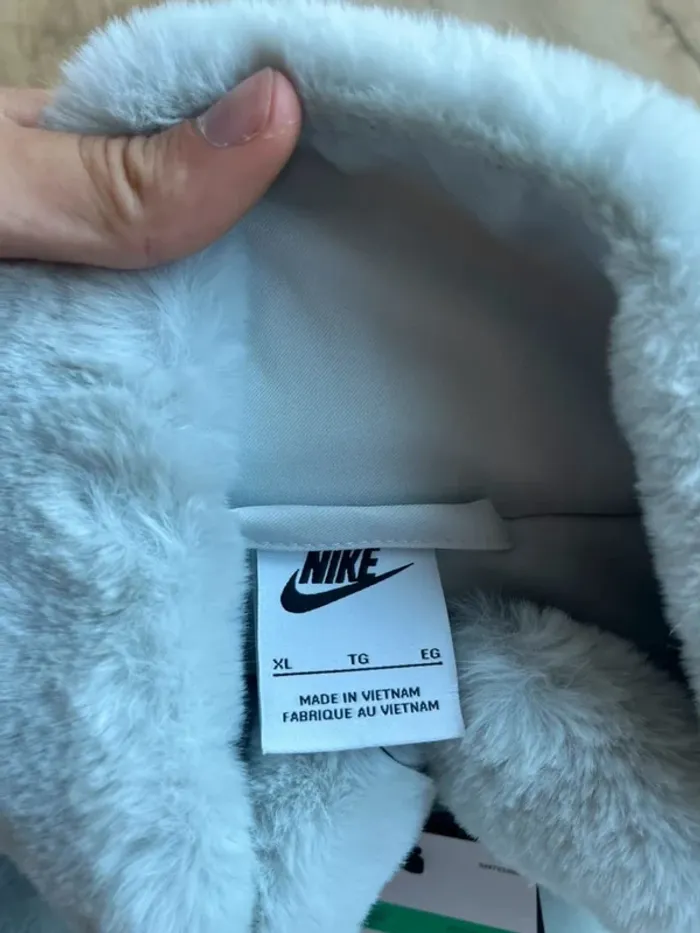 NIKE
XL TG EG
MADE IN VIETNAM
FABRIQUE AU VIETNAM